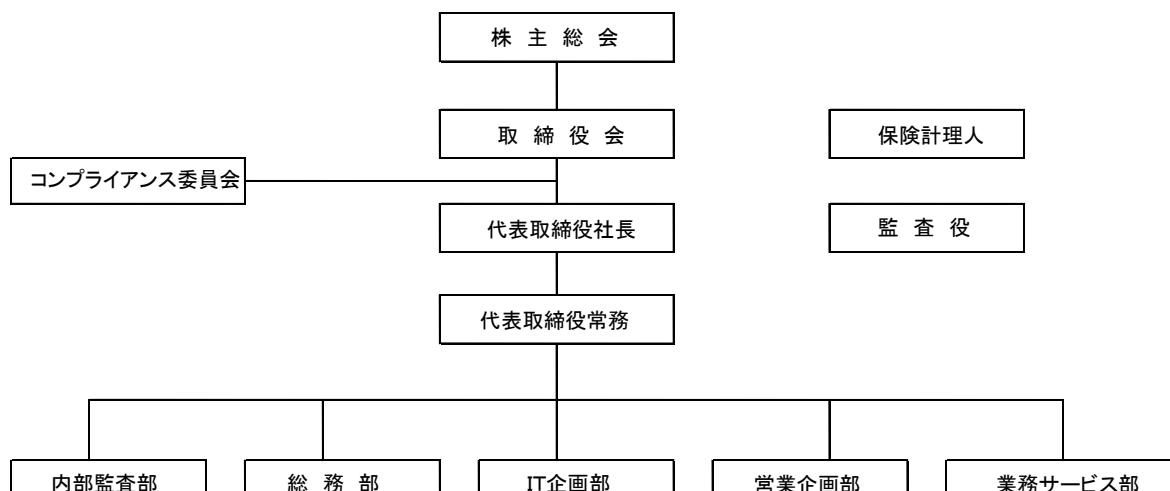 株 主 総 会
取 締 役 会
保険計理人
コンプライアンス委員会
代表取締役社長
監 査 役
代表取締役常務
内部監査部
総 務 部
IT企画部
営業企画部
業務サービス部